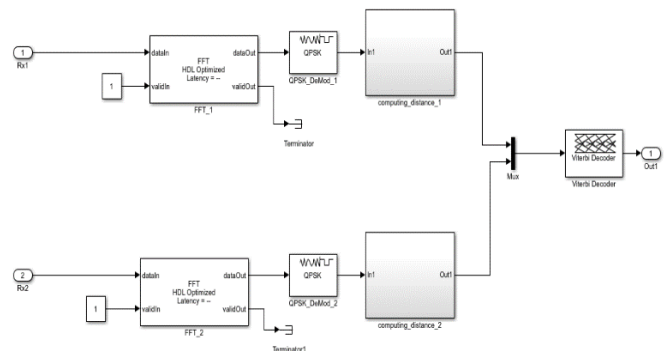 1
Rx1
dataIn
dataOut
FFT
HDL Optimized
Latency = --
1
validIn
validOut
FFT_1
Terminator
QPSK
QPSK_DeMod_1
In1
Out1
computing_distance_1
Mux
Viterbi Decoder
Viterbi Decoder
1
Out1
2
Rx2
dataIn
dataOut
FFT
HDL Optimized
Latency = --
1
validIn
validOut
FFT_2
Terminator1
QPSK
QPSK_DeMod_2
In1
Out1
computing_distance_2